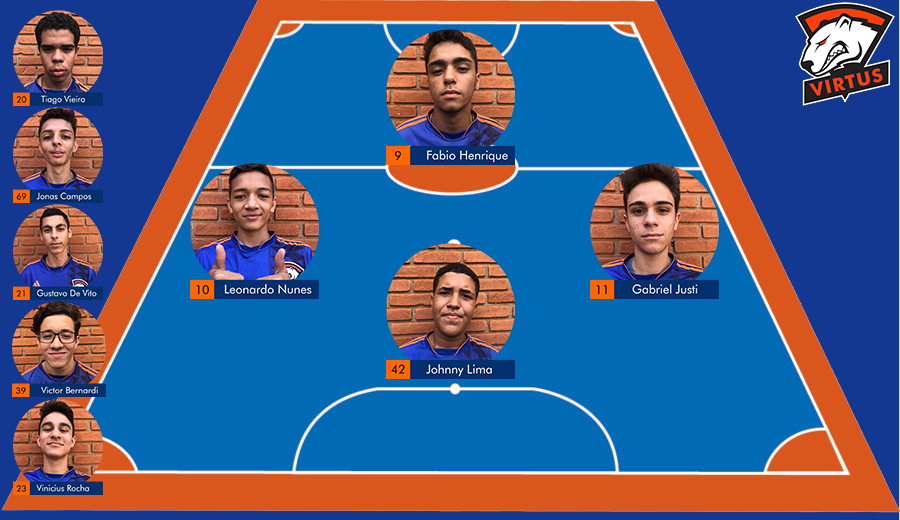 VIRTUS
9 Fabio Henrique
10 Leonardo Nunes
11 Gabriel Justi
42 Johnny Lima
20 Tiago Vieira
69 Jonas Campos
21 Gustavo De Vito
39 Victor Bernardi
23 Vinicius Rocha